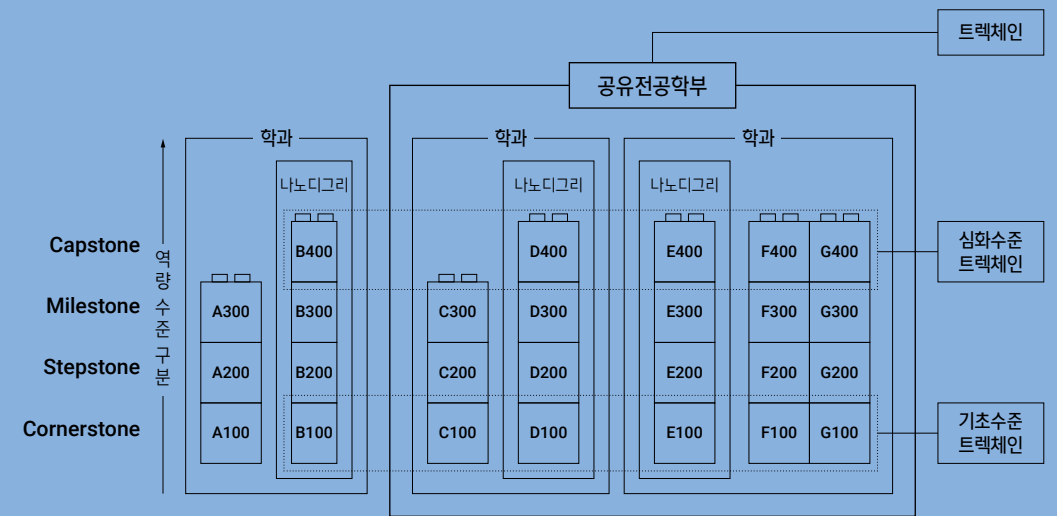 트렉체인
공유전공학부
학과
학과
학과
나노디그리
나노디그리
나노디그리
역량수준구분
Capstone
B400
D400
E400
F400
G400
심화수준
트렉체인
Milestone
A300
B300
C300
D300
E300
F300
G300
Stepstone
A200
B200
C200
D200
E200
F200
G200
Cornerstone
A100
B100
C100
D100
E100
F100
G100
기초수준
트렉체인